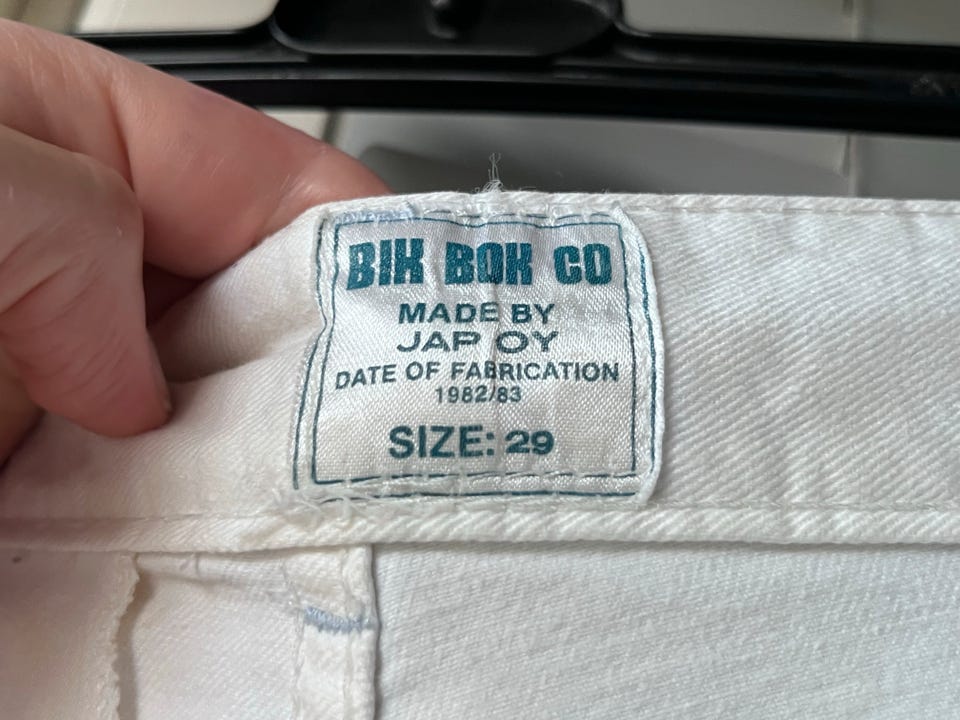 BIK BOK CO
MADE BY
JAP OY
DATE OF FABRICATION
1982/83
SIZE: 29